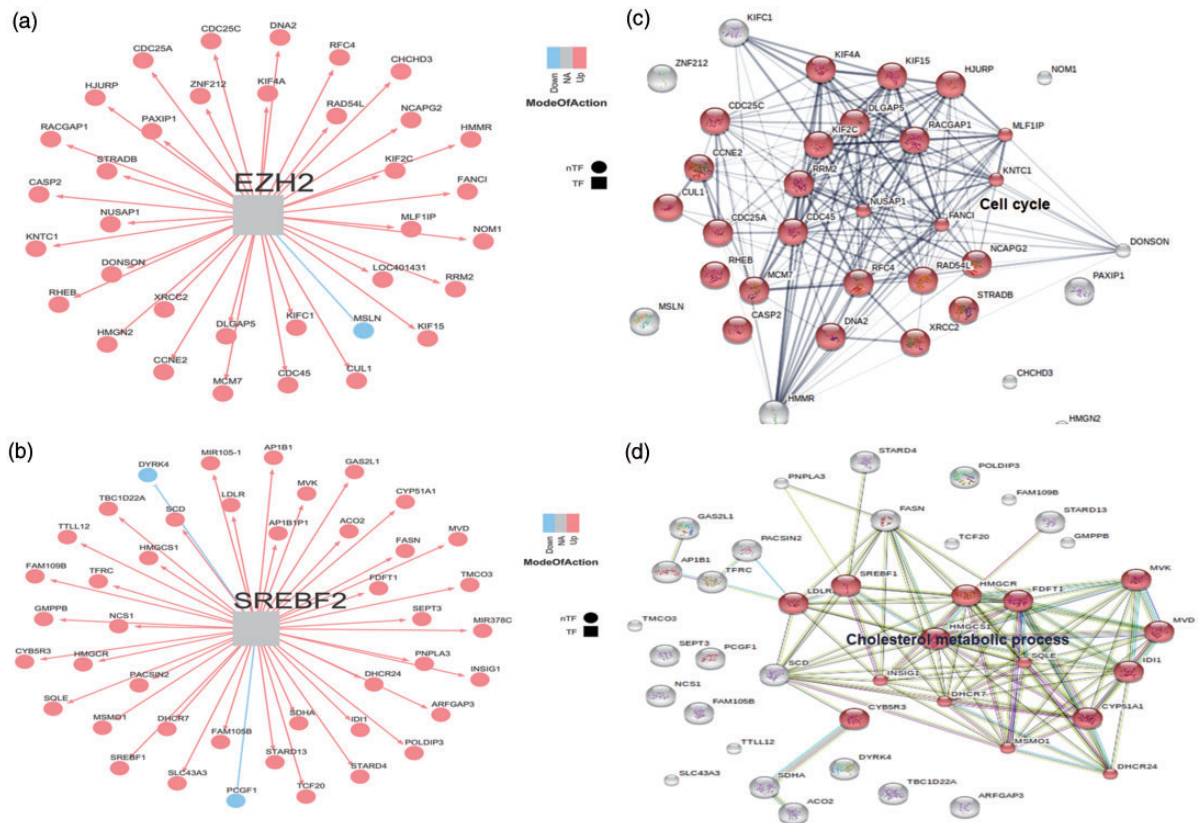 (a)
CDC25C
DNA2
CDC25A
RFC4
CHCHD3
ZNF212
KIF4A
HJURP
RAD54L
NCAPG2
PAXIP1
RACGAP1
HMMR
STRADB
KIF2C
EZH2
CASP2
FANCI
NUSAP1
MLF1IP
KNTC1
NOM1
DONSON
LOC401431
RHEB
XRCC2
RRM2
HMGN2
DLGAP5
KIFC1
MSLN
KIF15
CCNE2
MCM7
CDC45
CUL1
Down
NA
Up
ModeOfAction
nTF
TF
(c)
KIFC1
ZNF212
KIF4A
KIF15
HJURP
NOM1
CDC25C
DLGAP5
KIF2C
RACGAP1
MLF1IP
CCNE2
RRM2
KNTC1
CUL1
NUSAP1
Cell cycle
CDC25A
CDC45
FANCI
RHEB
NCAPG2
DONSON
MCM7
RFC4
RAD54L
PAXIP1
MSLN
STRADB
CASP2
DNA2
XRCC2
CHCHD3
HMMR
HMGN2
(b)
DYRK4
MIR105-1
AP1B1
GAS2L1
TBC1D22A
LDLR
MVK
CYP51A1
SCD
TTLL12
AP1B1P1
ACO2
HMGCS1
FASN
MVD
FAM109B
TFRC
FDFT1
TMCO3
SREBF2
GMPPB
NCS1
SEPT3
MIR378C
CYB5R3
HMGCR
PNPLA3
INSIG1
PACSIN2
DHCR24
SQLE
ARFGAP3
MSMO1
DHCR7
FAM105B
SDHA
IDI1
POLDIP3
SREBF1
STARD13
SLC43A3
STARD4
PCGF1
TCF20
Down
NA
Up
ModeOfAction
nTF
TF
(d)
STARD4
PNPLA3
POLDIP3
FAM109B
GAS2L1
FASN
STARD13
PACSIN2
TCF20
GMPPB
AP1B1
TFRC
SREBF1
HMGCR
FDFT1
MVK
LDLR
TMCO3
HMGCS1
MVD
Cholesterol metabolic process
SEPT3
PCGF1
SQLE
IDI1
SCD
INSIG1
NCS1
DHCR7
FAM105B
CYB5R3
CYP51A1
TTLL12
MSMO1
DYRK4
SLC43A3
SDHA
TBC1D22A
DHCR24
ACO2
ARFGAP3